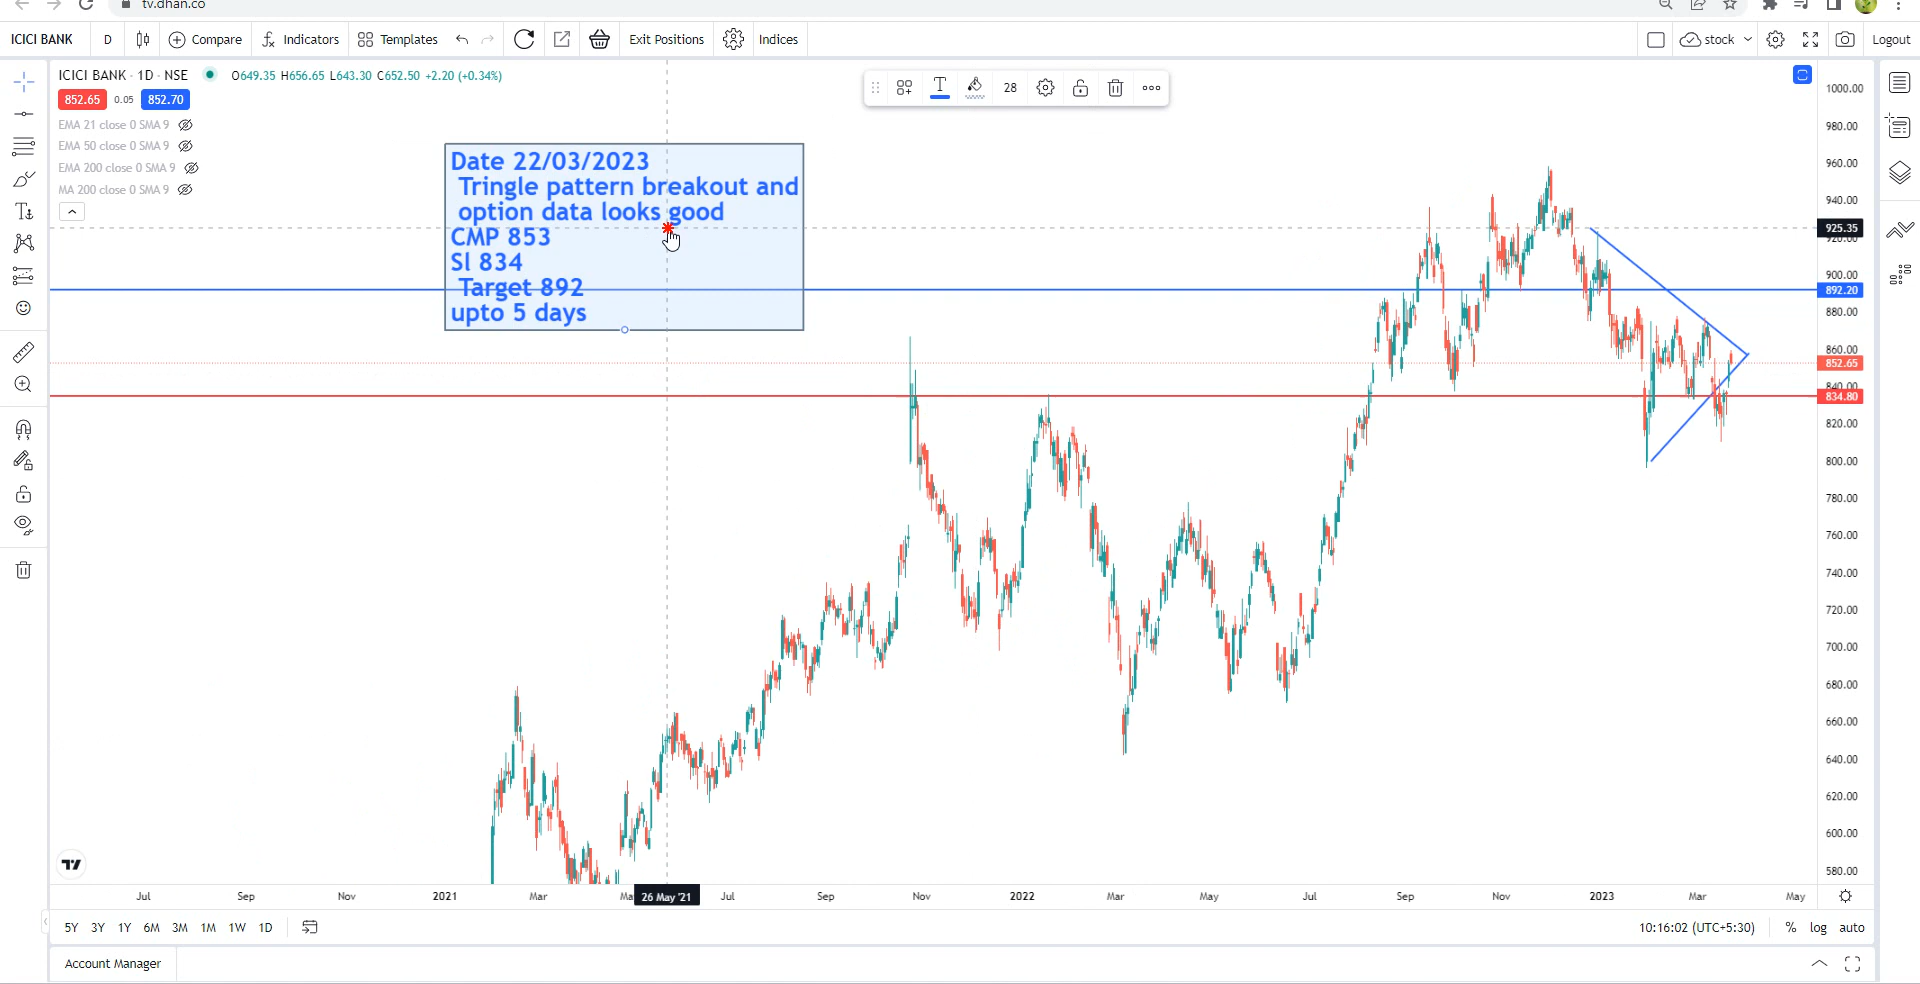 tv.dhan.co
ICICI BANK D Compare Indicators Templates Exit Positions Indices stock Logout
ICICI BANK · 1D · NSE O649.35 H656.65 L643.30 C652.50 +2.20 (+0.34%)
852.65 0.05 852.70
EMA 21 close 0 SMA 9
EMA 50 close 0 SMA 9
EMA 200 close 0 SMA 9
MA 200 close 0 SMA 9
28
Date 22/03/2023
Tringle pattern breakout and
option data looks good
CMP 853
Sl 834
Target 892
upto 5 days
1000.00
980.00
960.00
940.00
925.35
920.00
900.00
892.20
880.00
860.00
852.65
840.00
834.80
820.00
800.00
780.00
760.00
740.00
720.00
700.00
680.00
660.00
640.00
620.00
600.00
580.00
Jul Sep Nov 2021 Mar Ma 26 May '21 Jul Sep Nov 2022 Mar May Jul Sep Nov 2023 Mar May
5Y 3Y 1Y 6M 3M 1M 1W 1D 10:16:02 (UTC+5:30) % log auto
Account Manager